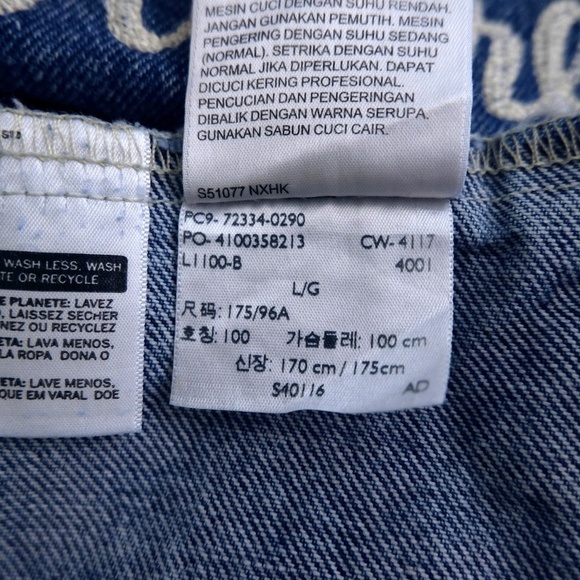 MESIN CUCI DENGAN SUHU RENDAH.
JANGAN GUNAKAN PEMUTIH. MESIN
PENGERING DENGAN SUHU SEDANG
(NORMAL). SETRIKA DENGAN SUHU
NORMAL JIKA DIPERLUKAN. DAPAT
DICUCI KERING PROFESIONAL.
PENCUCIAN DAN PENGERINGAN
DIBALIK DENGAN WARNA SERUPA.
GUNAKAN SABUN CUCI CAIR.
S51077 NXHK
PC9- 72334-0290
PO- 4100358213 CW- 4117
L1100-B 4001
L/G
尺码: 175/96A
호칭: 100 가슴둘레: 100 cm
신장: 170 cm / 175cm
S40116 AD
WASH LESS, WASH
TE OR RECYCLE
E PLANETE: LAVEZ
, LAISSEZ SECHER
NEZ OU RECYCLEZ
ETA: LAVA MENOS,
LA ROPA DONA O
ETA: LAVE MENOS,
QUE EM VARAL DOE